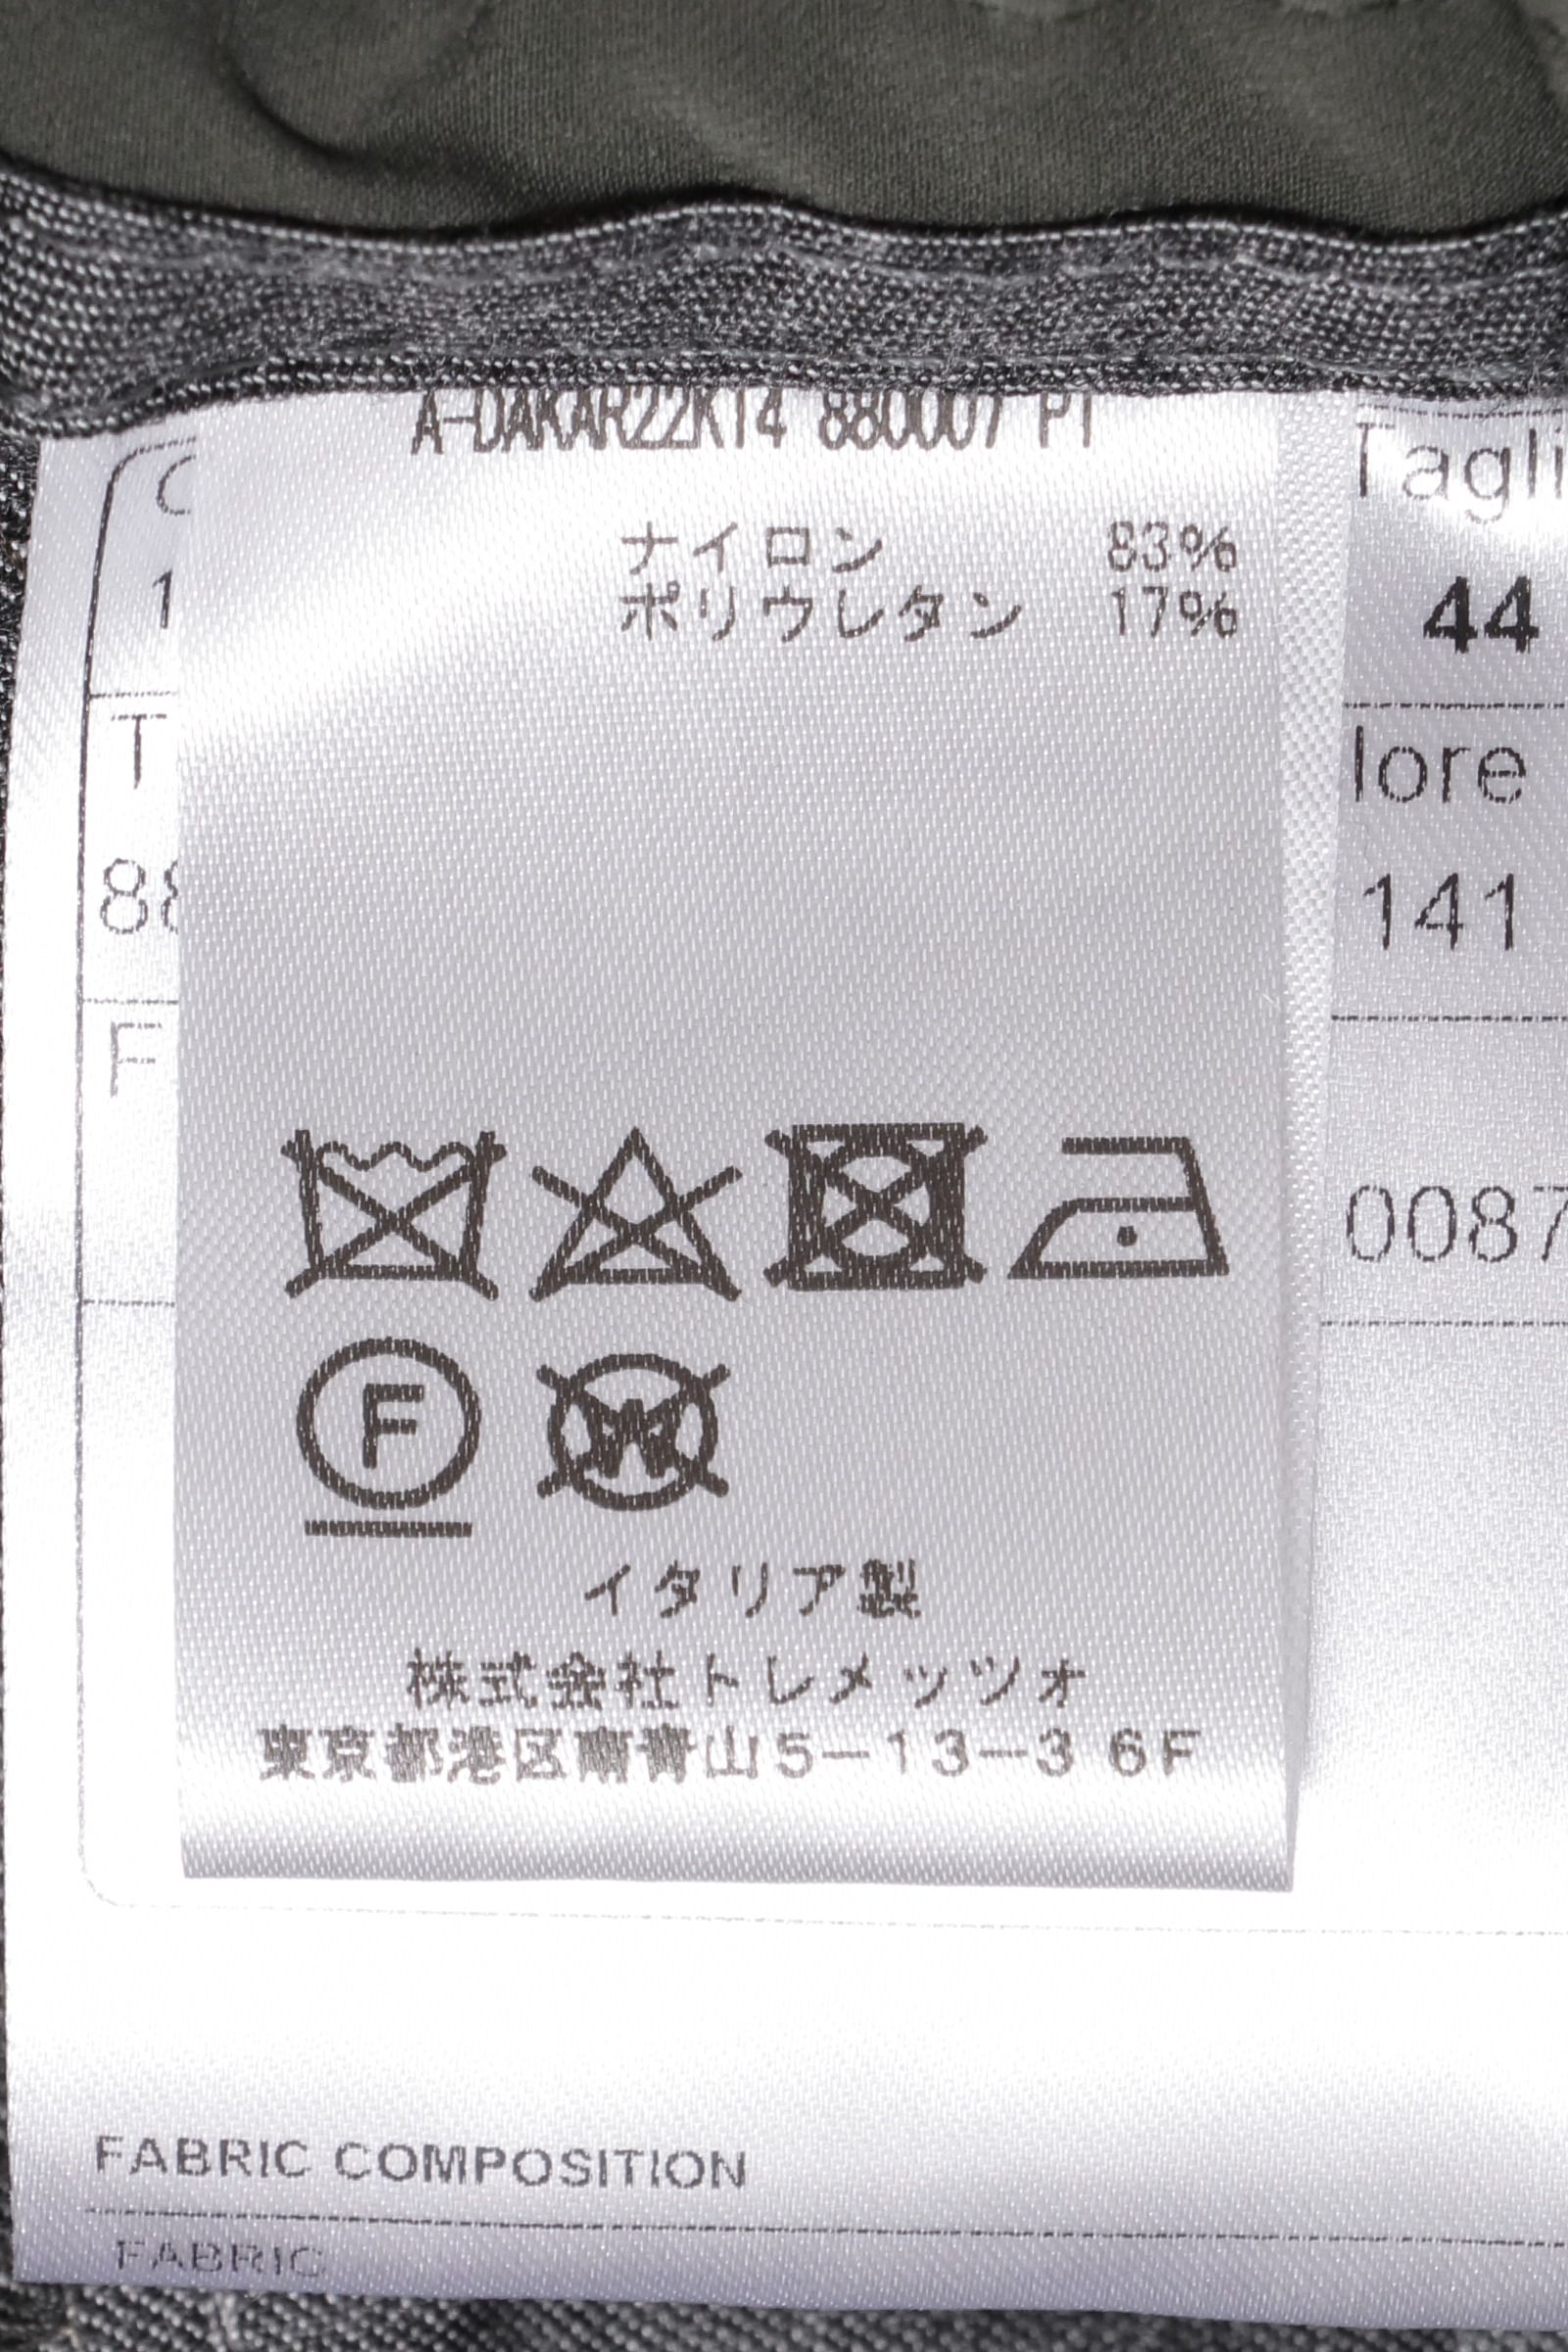 A-DAKAR22K14 880007 P1
ナイロン 83%
ポリウレタン 17%
Tagli
44
lore
141
0087
F
W
イタリア製
株式会社トレメッツォ
東京都港区南青山5-13-3 6F
FABRIC COMPOSITION
FABRIC